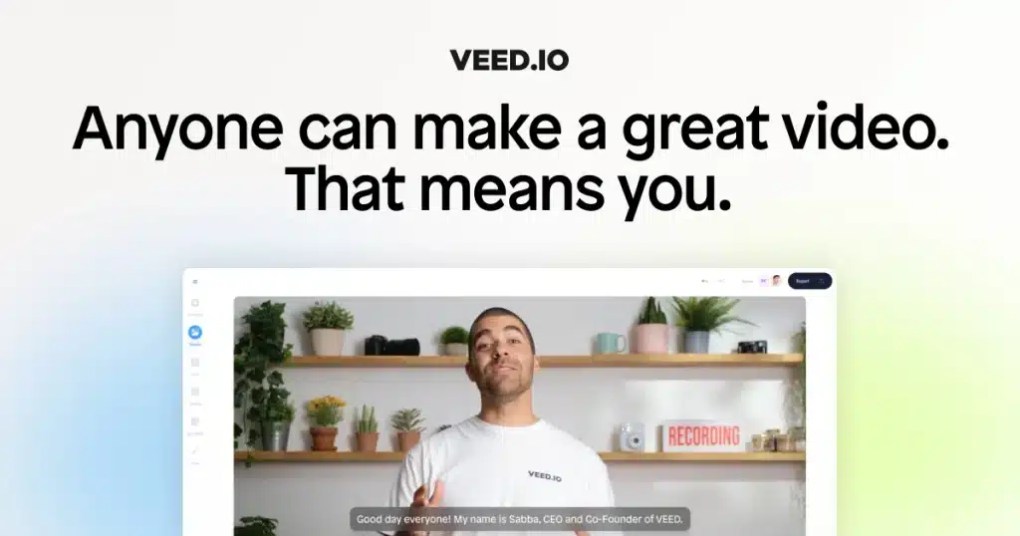 VEED.IO
Anyone can make a great video.
That means you.
Export
RECORDING
VEED.IO
Good day everyone! My name is Sabba, CEO and Co-Founder of VEED.